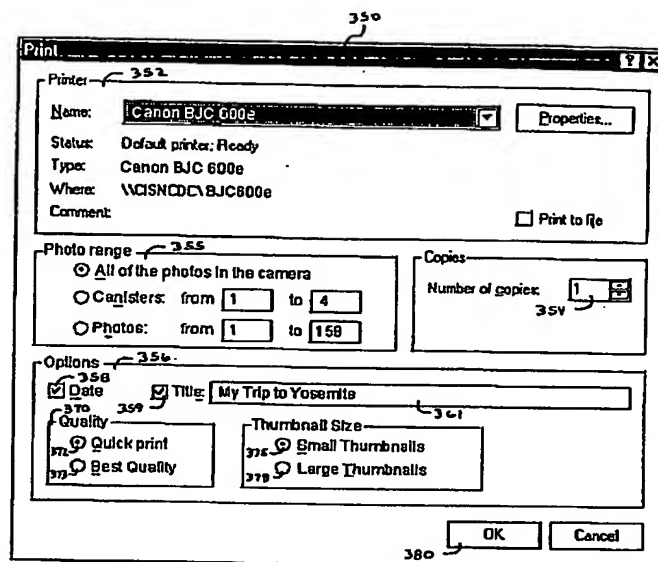 350
Print ? X
Printer 352
Name: Canon BJC 600e Properties...
Status: Default printer; Ready
Type: Canon BJC 600e
Where: \\CISNCDC\BJC600e
Comment: Print to file
Photo range 355
All of the photos in the camera
Canisters: from 1 to 4
Photos: from 1 to 158
Copies
Number of copies: 1
354
Options 356
358 Date 359 Title: My Trip to Yosemite 361
370 Quality
372 Quick print
373 Best Quality
Thumbnail Size
375 Small Thumbnails
378 Large Thumbnails
380 OK Cancel